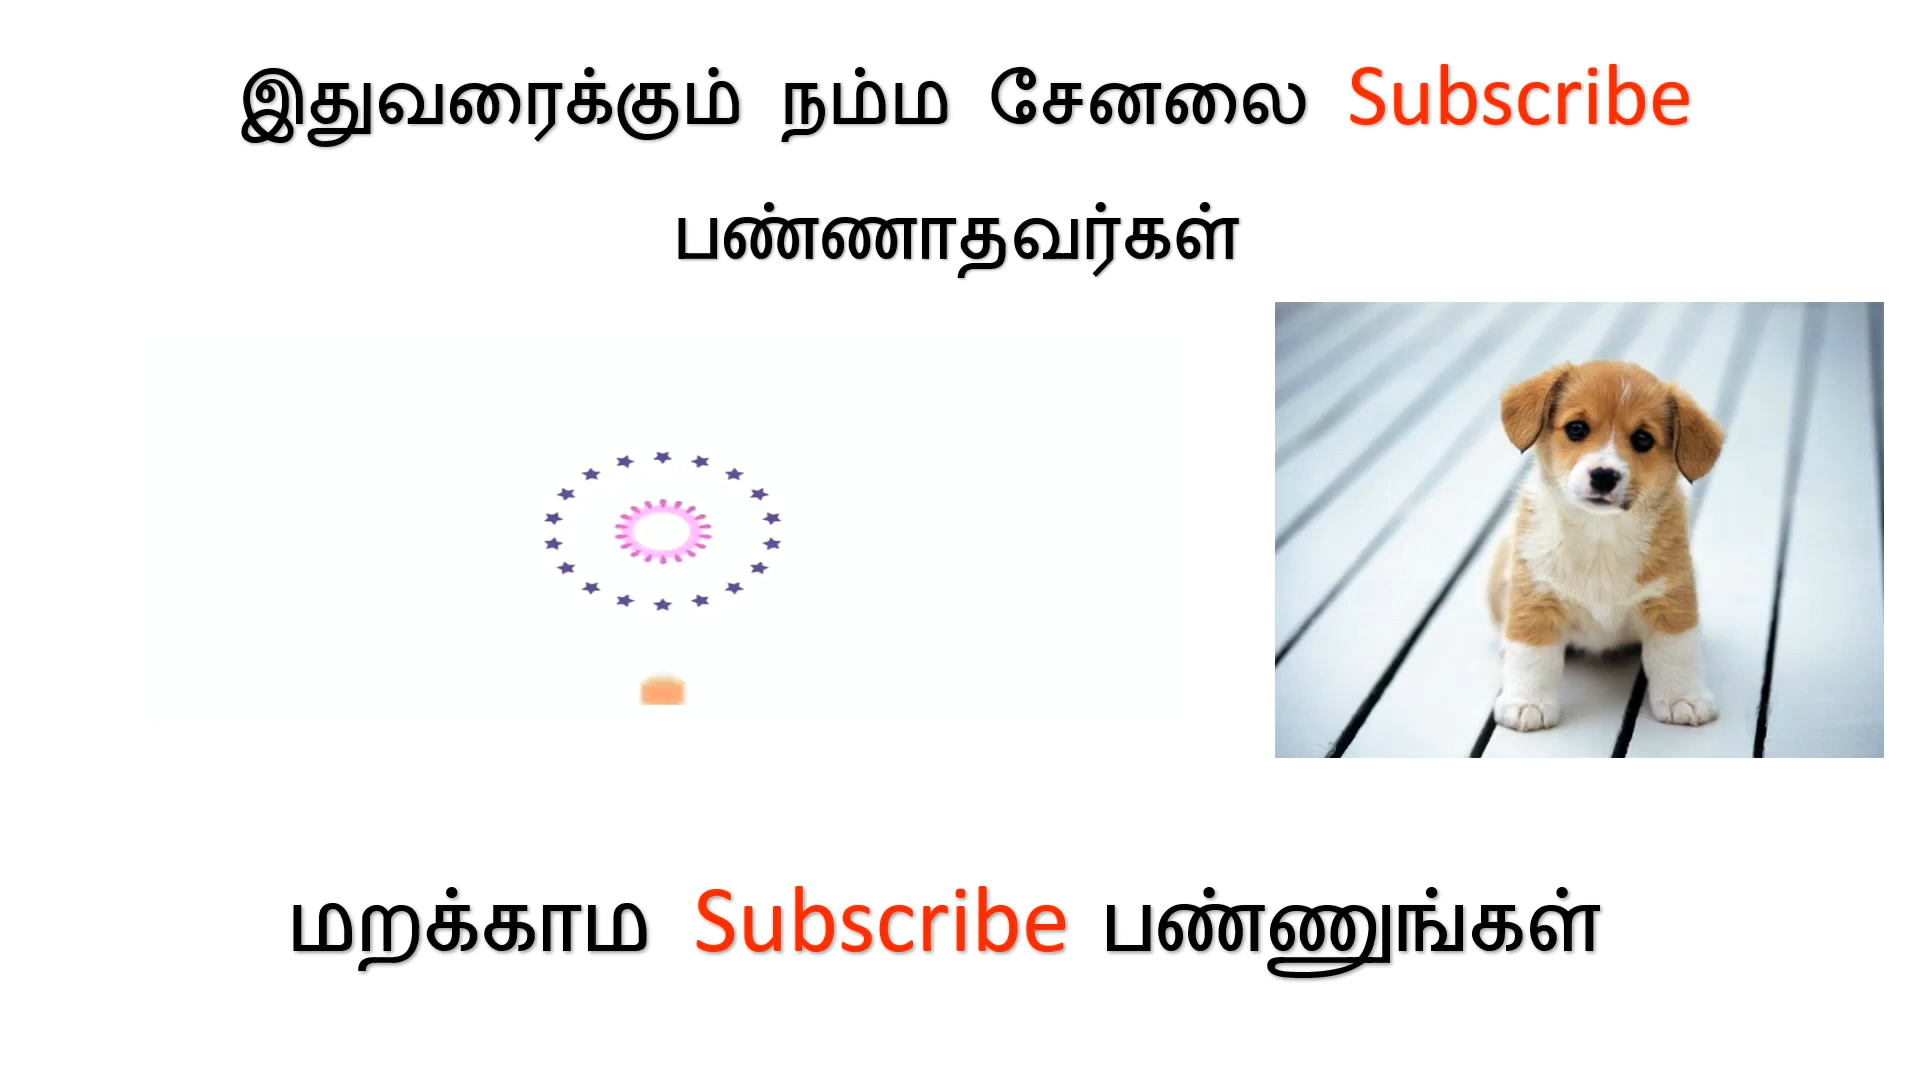 இதுவரைக்கும் நம்ம சேனலை Subscribe
பண்ணாதவர்கள்
மறக்காம Subscribe பண்ணுங்கள்